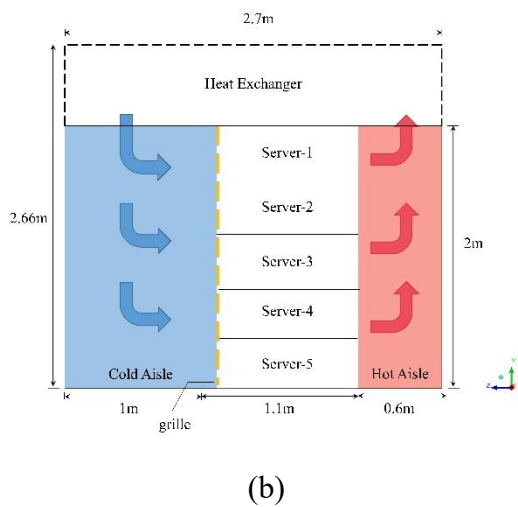 2.7m
Heat Exchanger
2.66m
Server-1
Server-2
2m
Server-3
Server-4
Server-5
Cold Aisle
Hot Aisle
Y
Z
1m
1.1m
0.6m
grille
(b)